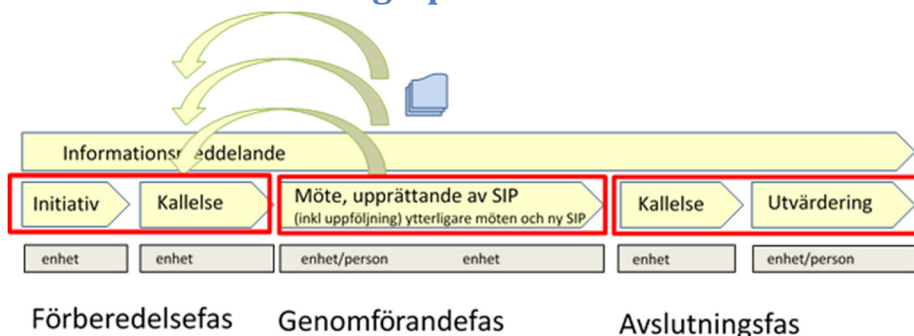 Informationsmeddelande
Initiativ
Kallelse
Möte, upprättande av SIP
(inkl uppföljning) ytterligare möten och ny SIP
Kallelse
Utvärdering
enhet
enhet
enhet/person
enhet
enhet
enhet/person
Förberedelsefas
Genomförandefas
Avslutningsfas